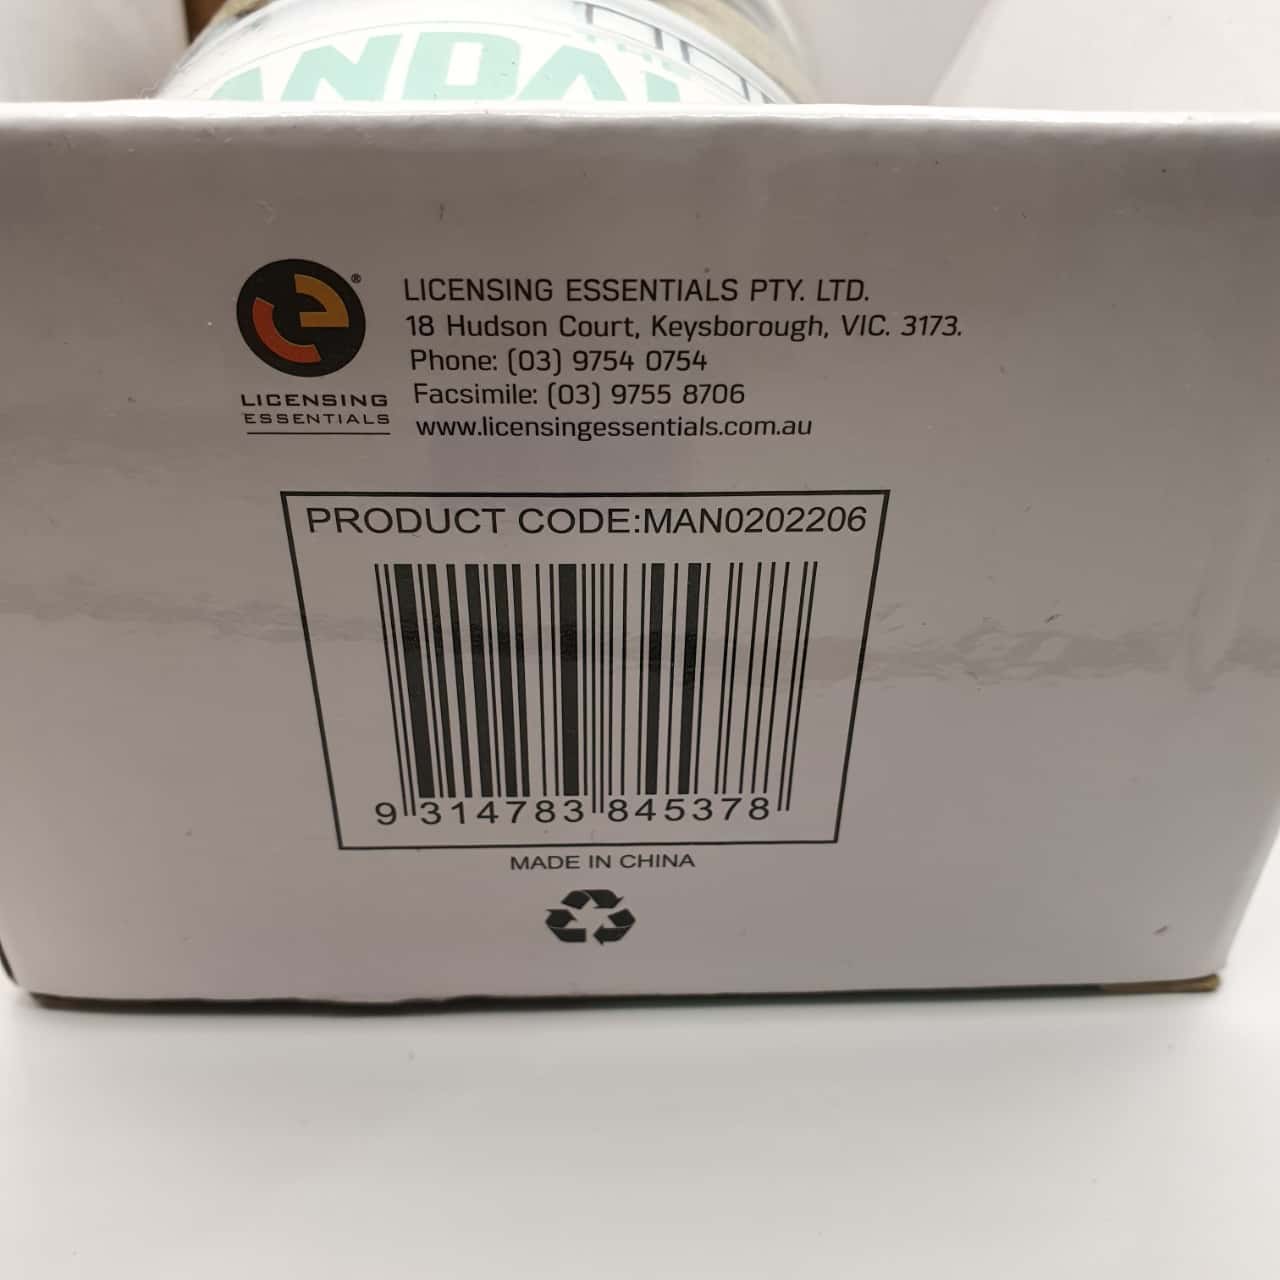 LICENSING ESSENTIALS PTY. LTD.
18 Hudson Court, Keysborough, VIC. 3173.
Phone: (03) 9754 0754
Facsimile: (03) 9755 8706
www.licensingessentials.com.au
e®
LICENSING
ESSENTIALS
PRODUCT CODE:MAN0202206
9 314783 845378
MADE IN CHINA